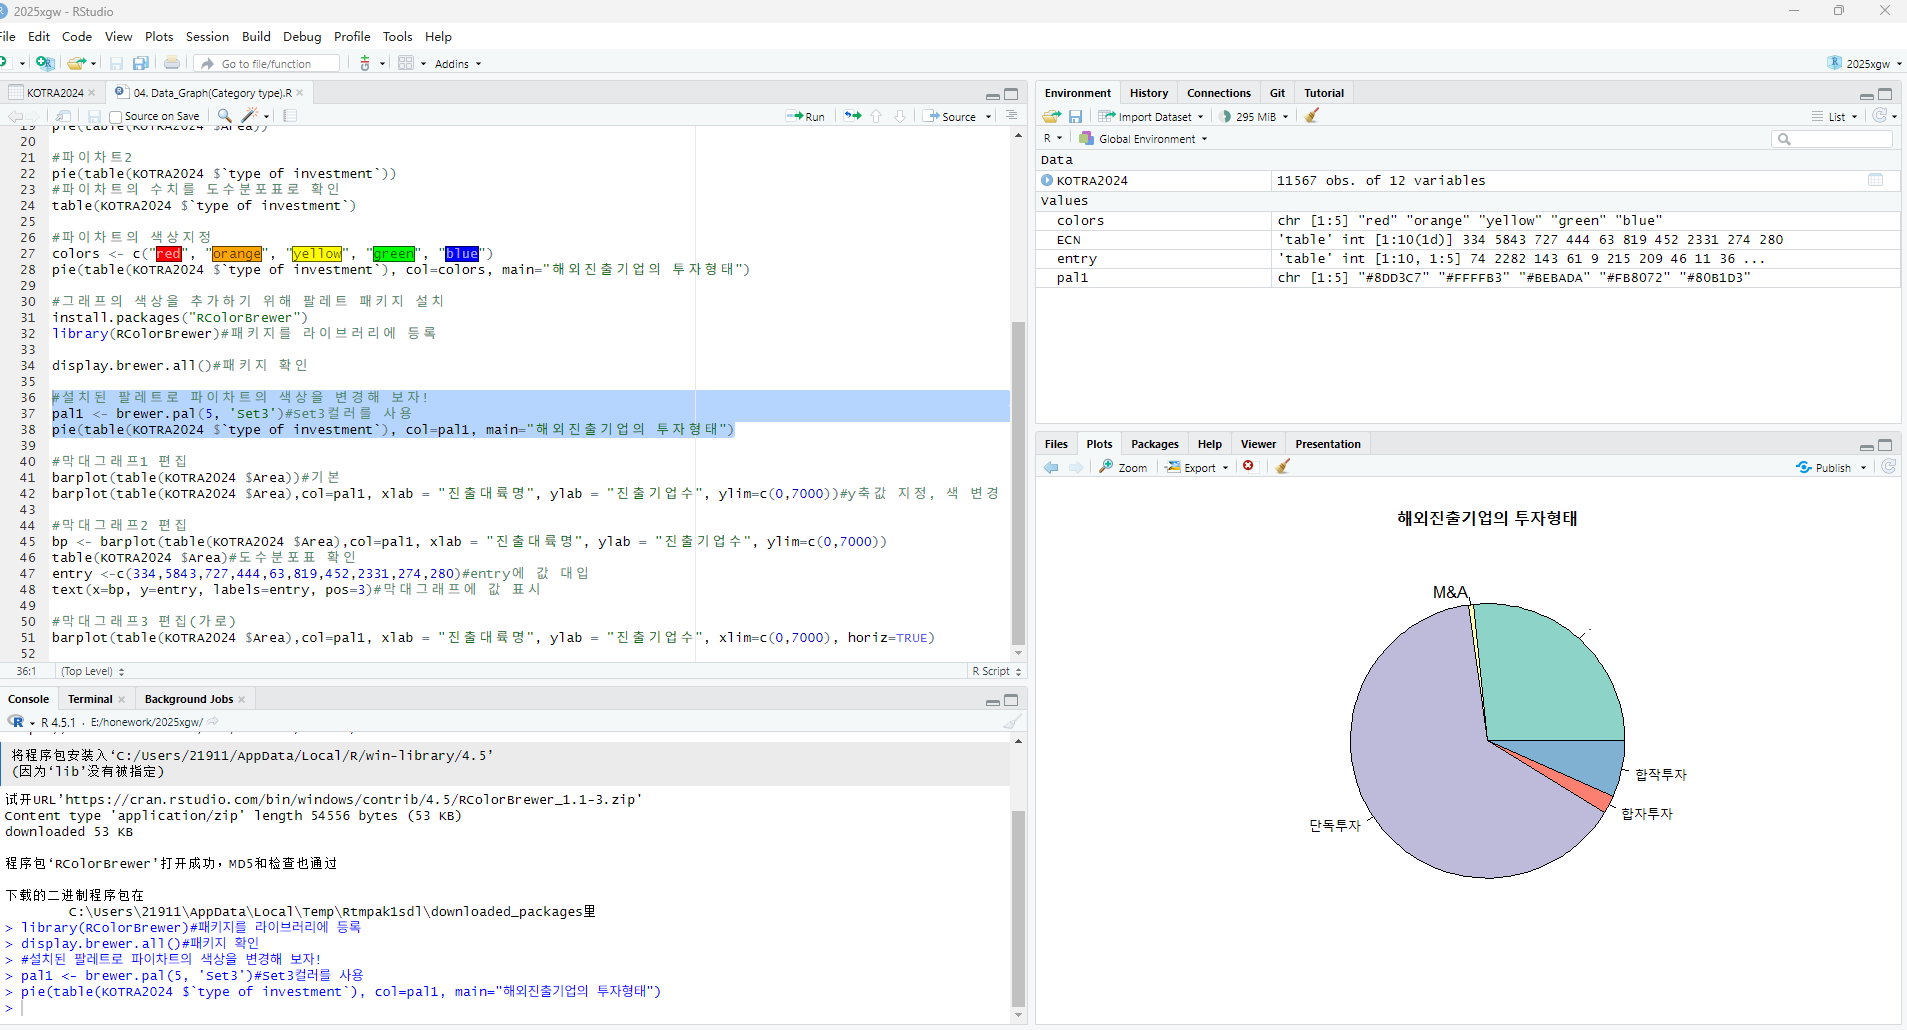 2025xgw - RStudio
File Edit Code View Plots Session Build Debug Profile Tools Help
Go to file/function Addins 2025xgw
KOTRA2024 04. Data_Graph(Category type).R
Source on Save Run Source
19 pie(table(KOTRA2024 $Area))
20
21 #파이차트2
22 pie(table(KOTRA2024 $`type of investment`))
23 #파이차트의 수치를 도수분포표로 확인
24 table(KOTRA2024 $`type of investment`)
25
26 #파이차트의 색상지정
27 colors <- c("red", "orange", "yellow", "green", "blue")
28 pie(table(KOTRA2024 $`type of investment`), col=colors, main="해외진출기업의 투자형태")
29
30 #그래프의 색상을 추가하기 위해 팔레트 패키지 설치
31 install.packages("RColorBrewer")
32 library(RColorBrewer)#패키지를 라이브러리에 등록
33
34 display.brewer.all()#패키지 확인
35
36 #설치된 팔레트로 파이차트의 색상을 변경해 보자!
37 pal1 <- brewer.pal(5, 'Set3')#Set3컬러를 사용
38 pie(table(KOTRA2024 $`type of investment`), col=pal1, main="해외진출기업의 투자형태")
39
40 #막대그래프1 편집
41 barplot(table(KOTRA2024 $Area))#기본
42 barplot(table(KOTRA2024 $Area),col=pal1, xlab = "진출대륙명", ylab = "진출기업수", ylim=c(0,7000))#y축값 지정, 색 변경
43
44 #막대그래프2 편집
45 bp <- barplot(table(KOTRA2024 $Area),col=pal1, xlab = "진출대륙명", ylab = "진출기업수", ylim=c(0,7000))
46 table(KOTRA2024 $Area)#도수분포표 확인
47 entry <-c(334,5843,727,444,63,819,452,2331,274,280)#entry에 값 대입
48 text(x=bp, y=entry, labels=entry, pos=3)#막대그래프에 값 표시
49
50 #막대그래프3 편집(가로)
51 barplot(table(KOTRA2024 $Area),col=pal1, xlab = "진출대륙명", ylab = "진출기업수", xlim=c(0,7000), horiz=TRUE)
52
36:1 (Top Level) R Script
Console Terminal Background Jobs
R 4.5.1 · E:/honework/2025xgw/
将程序包安装入‘C:/Users/21911/AppData/Local/R/win-library/4.5’
(因为‘lib’没有被指定)
试开URL’https://cran.rstudio.com/bin/windows/contrib/4.5/RColorBrewer_1.1-3.zip'
Content type 'application/zip' length 54556 bytes (53 KB)
downloaded 53 KB
程序包‘RColorBrewer’打开成功，MD5和检查也通过
下载的二进制程序包在
C:\Users\21911\AppData\Local\Temp\Rtmpak1sdl\downloaded_packages里
> library(RColorBrewer)#패키지를 라이브러리에 등록
> display.brewer.all()#패키지 확인
> #설치된 팔레트로 파이차트의 색상을 변경해 보자!
> pal1 <- brewer.pal(5, 'Set3')#Set3컬러를 사용
> pie(table(KOTRA2024 $`type of investment`), col=pal1, main="해외진출기업의 투자형태")
>
Environment History Connections Git Tutorial
Import Dataset 295 MiB List
R Global Environment
Data
KOTRA2024 11567 obs. of 12 variables
Values
colors chr [1:5] "red" "orange" "yellow" "green" "blue"
ECN 'table' int [1:10(1d)] 334 5843 727 444 63 819 452 2331 274 280
entry 'table' int [1:10, 1:5] 74 2282 143 61 9 215 209 46 11 36 ...
pal1 chr [1:5] "#8DD3C7" "#FFFFB3" "#BEBADA" "#FB8072" "#80B1D3"
Files Plots Packages Help Viewer Presentation
Zoom Export Publish
해외진출기업의 투자형태
M&A
.
합작투자
합자투자
단독투자